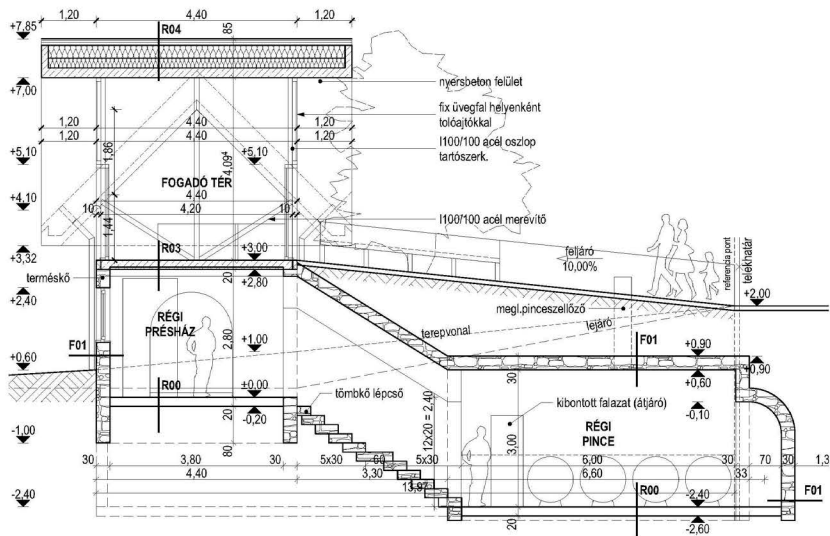 1,20 4,40 1,20
+7,85
R04
85
+7,00
nyersbeton felület
fix üvegfal helyenként
tolóajtókkal
1,20 4,40 1,20
1,20 4,40 1,20
I100/100 acél oszlop
tartószerk.
+5,10
1,86
4,09⁴
+5,10
FOGADÓ TÉR
4,40
+4,10
10 4,20 10
1,44
I100/100 acél merevítő
+3,32
R03
+3,00
feljáró
10,00%
referencia pont
telekhatár
terméskő
20
+2,80
+2,40
+2,00
megl.pinceszellőző
RÉGI
PRÉSHÁZ
2,80
+1,00
terepvonal
lejáró
F01
F01
+0,60
+0,90
+0,90
30
+0,60
R00
+0,00
tömbkő lépcső
-0,10
20
-0,20
kibontott falazat (átjáró)
12x20 = 2,40
RÉGI
PINCE
3,00
-1,00
80
30 3,80 30 5x30 60 5x30 6,00 30 70 30 1,3
4,40 3,30 6,60 33
13,97
-2,40
R00
-2,40
F01
20
-2,60